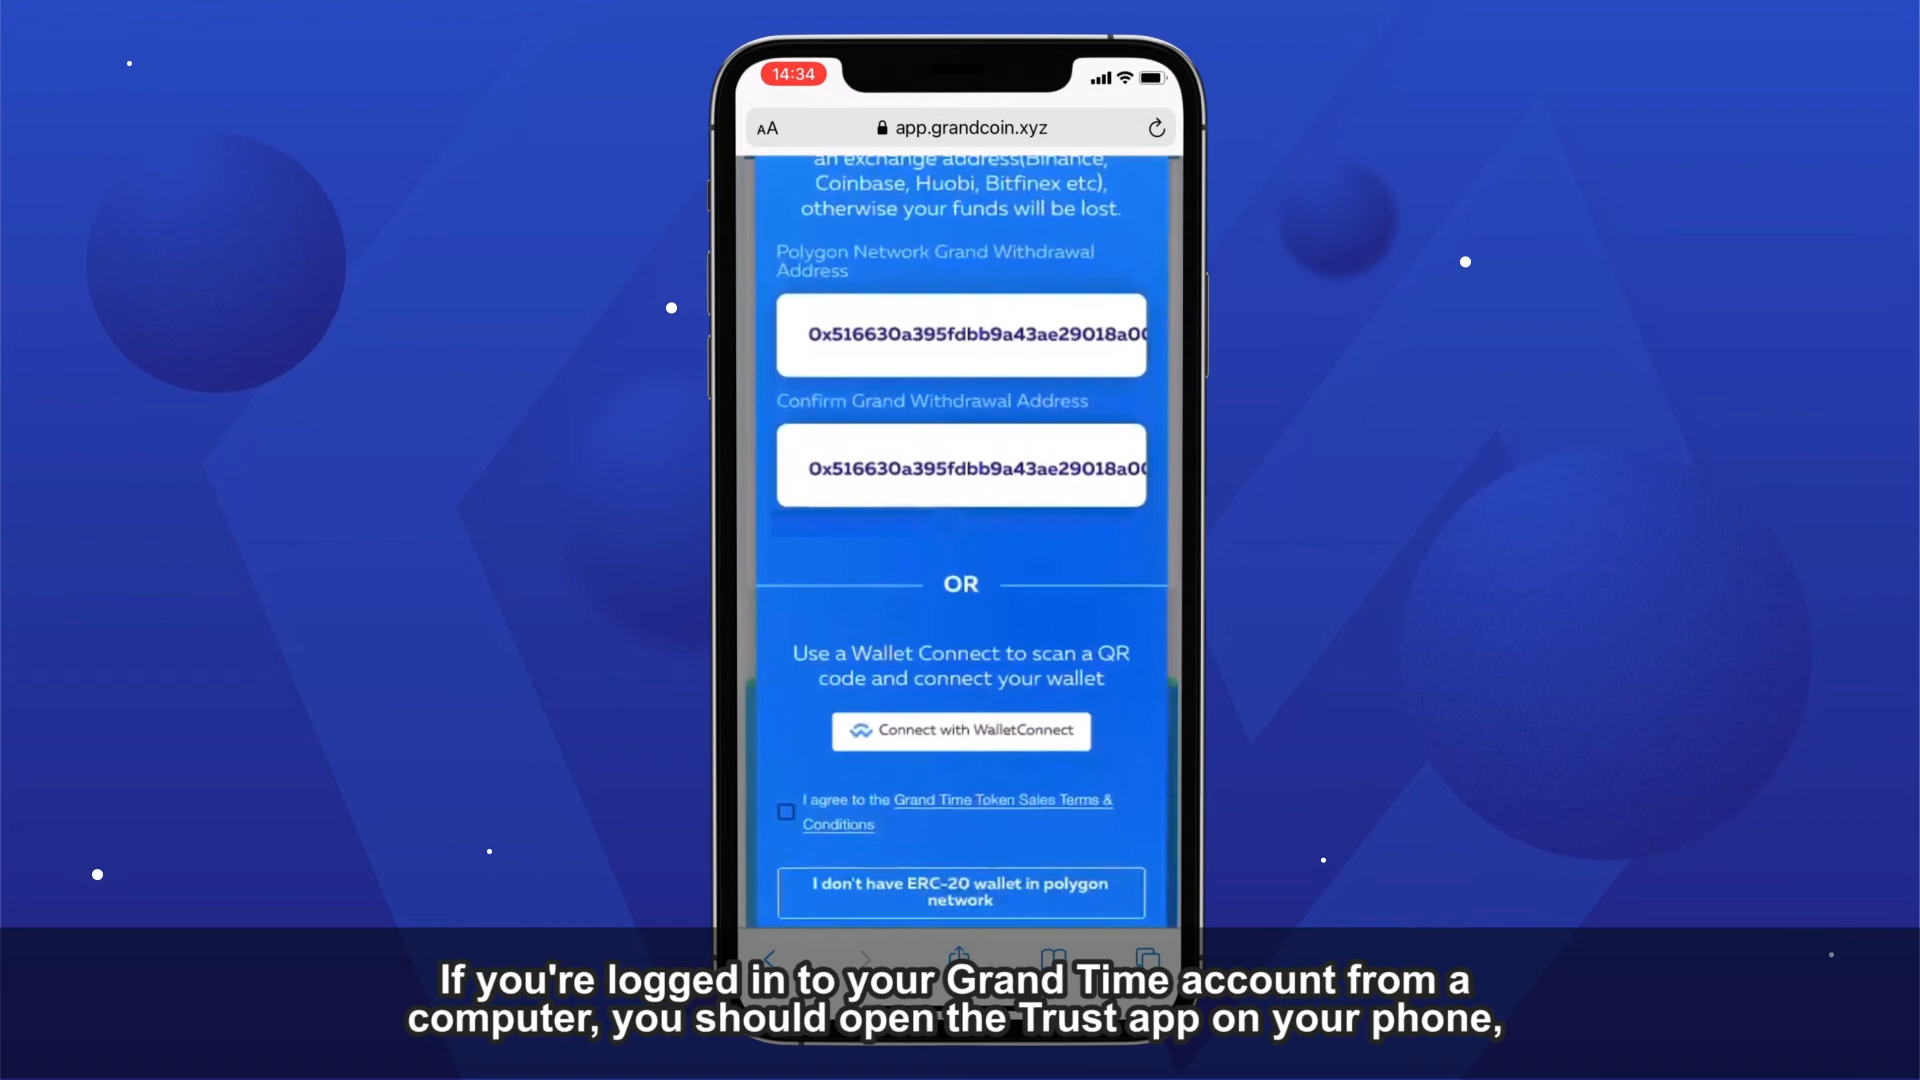 14:34
AA
app.grandcoin.xyz
an exchange address(Binance,
Coinbase, Huobi, Bitfinex etc),
otherwise your funds will be lost.
Polygon Network Grand Withdrawal
Address
0x516630a395fdbb9a43ae29018a0
Confirm Grand Withdrawal Address
0x516630a395fdbb9a43ae29018a0
OR
Use a Wallet Connect to scan a QR
code and connect your wallet
Connect with WalletConnect
I agree to the Grand Time Token Sales Terms &
Conditions
I don't have ERC-20 wallet in polygon
network
If you're logged in to your Grand Time account from a
computer, you should open the Trust app on your phone,